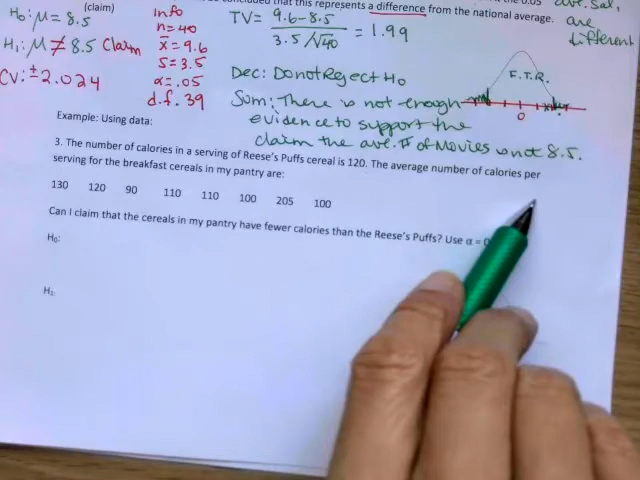 concluded that this represents a difference from the national average.
0.05
ave. sal,
are
different
H₀: μ = 8.5
(claim)
H₁: μ ≠ 8.5 Claim
CV: ± 2.024
Info
n = 40
x̄ = 9.6
s = 3.5
α = .05
d.f. 39
TV = 9.6 - 8.5 / 3.5/√40 = 1.99
Dec: Do not Reject H₀
Sum: There is not enough
evidence to support the
claim the ave. # of Movies is not 8.5.
F.T.R.
0
Example: Using data:
3. The number of calories in a serving of Reese's Puffs cereal is 120. The average number of calories per
serving for the breakfast cereals in my pantry are:
130 120 90 110 110 100 205 100
Can I claim that the cereals in my pantry have fewer calories than the Reese's Puffs? Use α = 0
H₀:
H₁: